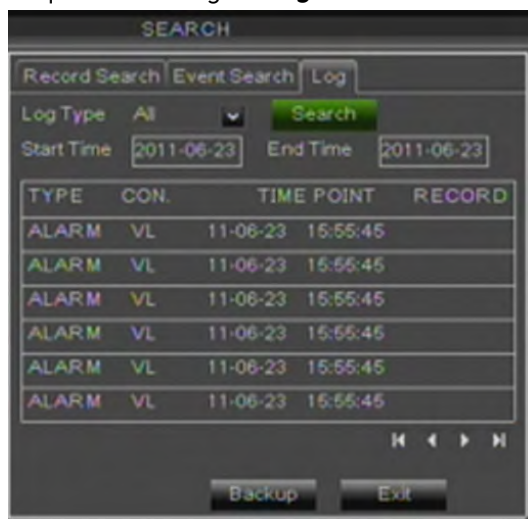 SEARCH
Record Search Event Search Log
Log Type All Search
Start Time 2011-06-23 End Time 2011-06-23
TYPE CON. TIME POINT RECORD
ALARM VL 11-06-23 15:55:45
ALARM VL 11-06-23 15:55:45
ALARM VL 11-06-23 15:55:45
ALARM VL 11-06-23 15:55:45
ALARM VL 11-06-23 15:55:45
ALARM VL 11-06-23 15:55:45
Backup Exit